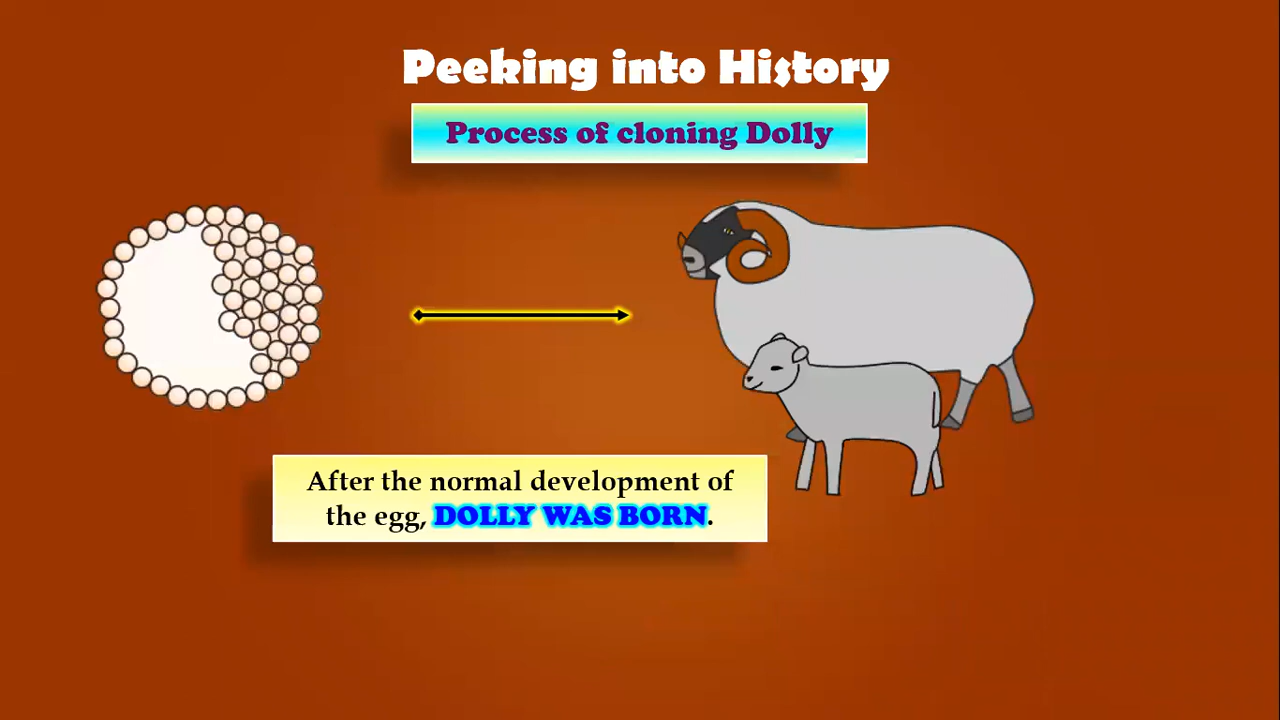 Peeking into History
Process of cloning Dolly
After the normal development of
the egg, DOLLY WAS BORN.